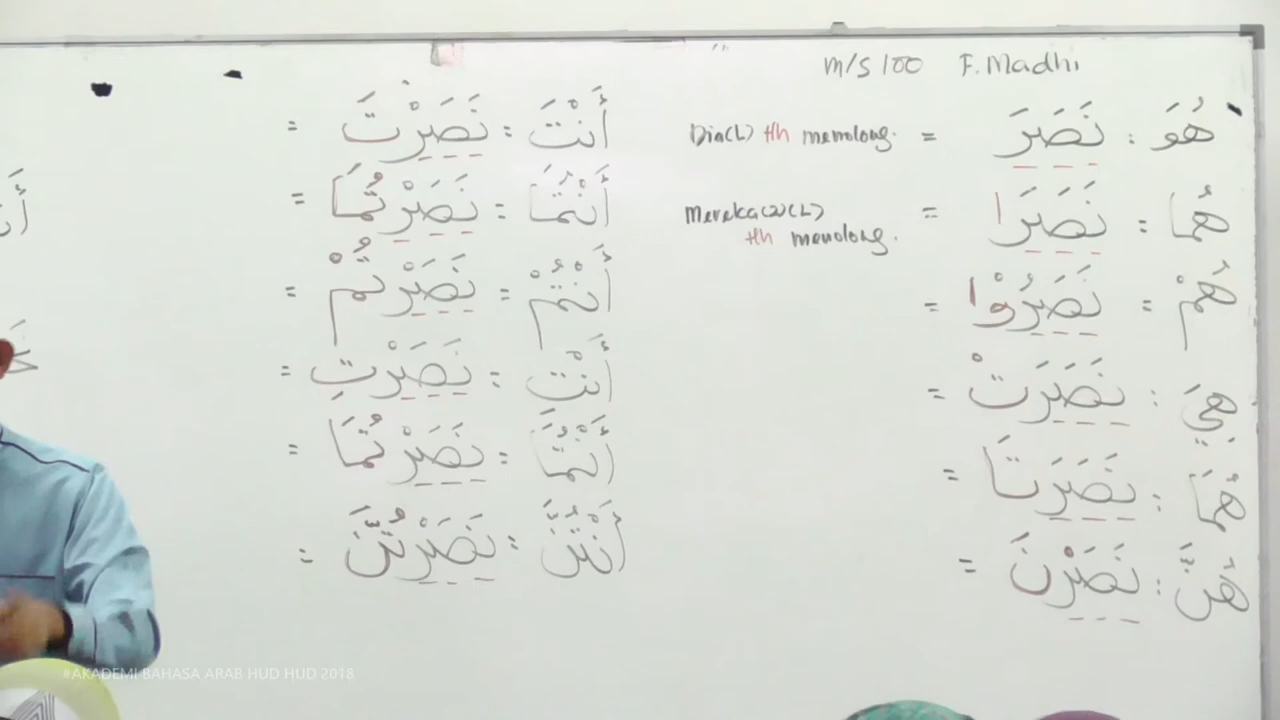 m/s 100 F. Madhi
هُوَ : نَصَرَ = Dia(L) tlh menolong.
هُمَا : نَصَرَا = Mereka(2)(L)
tlh menolong.
هُمْ : نَصَرُوْا =
هِيَ : نَصَرَتْ =
هُمَا : نَصَرَتَا =
هُنَّ : نَصَرْنَ =
أَنْتَ : نَصَرْتَ =
أَنْتُمَا : نَصَرْتُمَا =
أَنْتُمْ : نَصَرْتُمْ =
أَنْتِ : نَصَرْتِ =
أَنْتُمَا : نَصَرْتُمَا =
أَنْتُنَّ : نَصَرْتُنَّ =
#AKADEMI BAHASA ARAB HUD HUD 2018